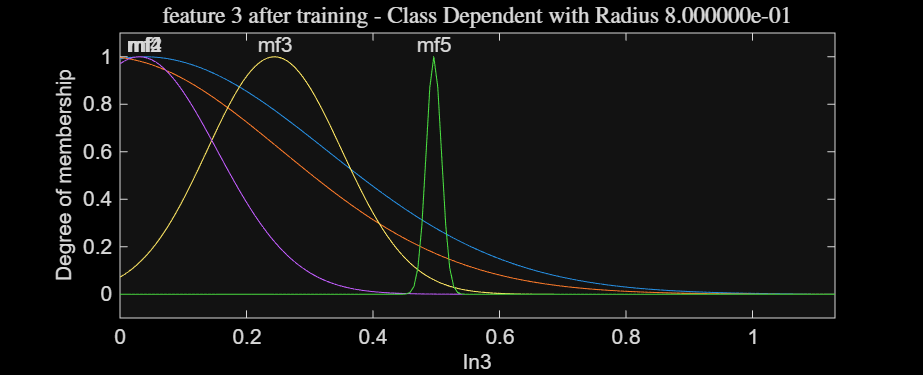 feature 3 after training - Class Dependent with Radius 8.000000e-01
mf3
mf5
1
0.8
0.6
0.4
0.2
0
Degree of membership
0
0.2
0.4
0.6
0.8
1
In3